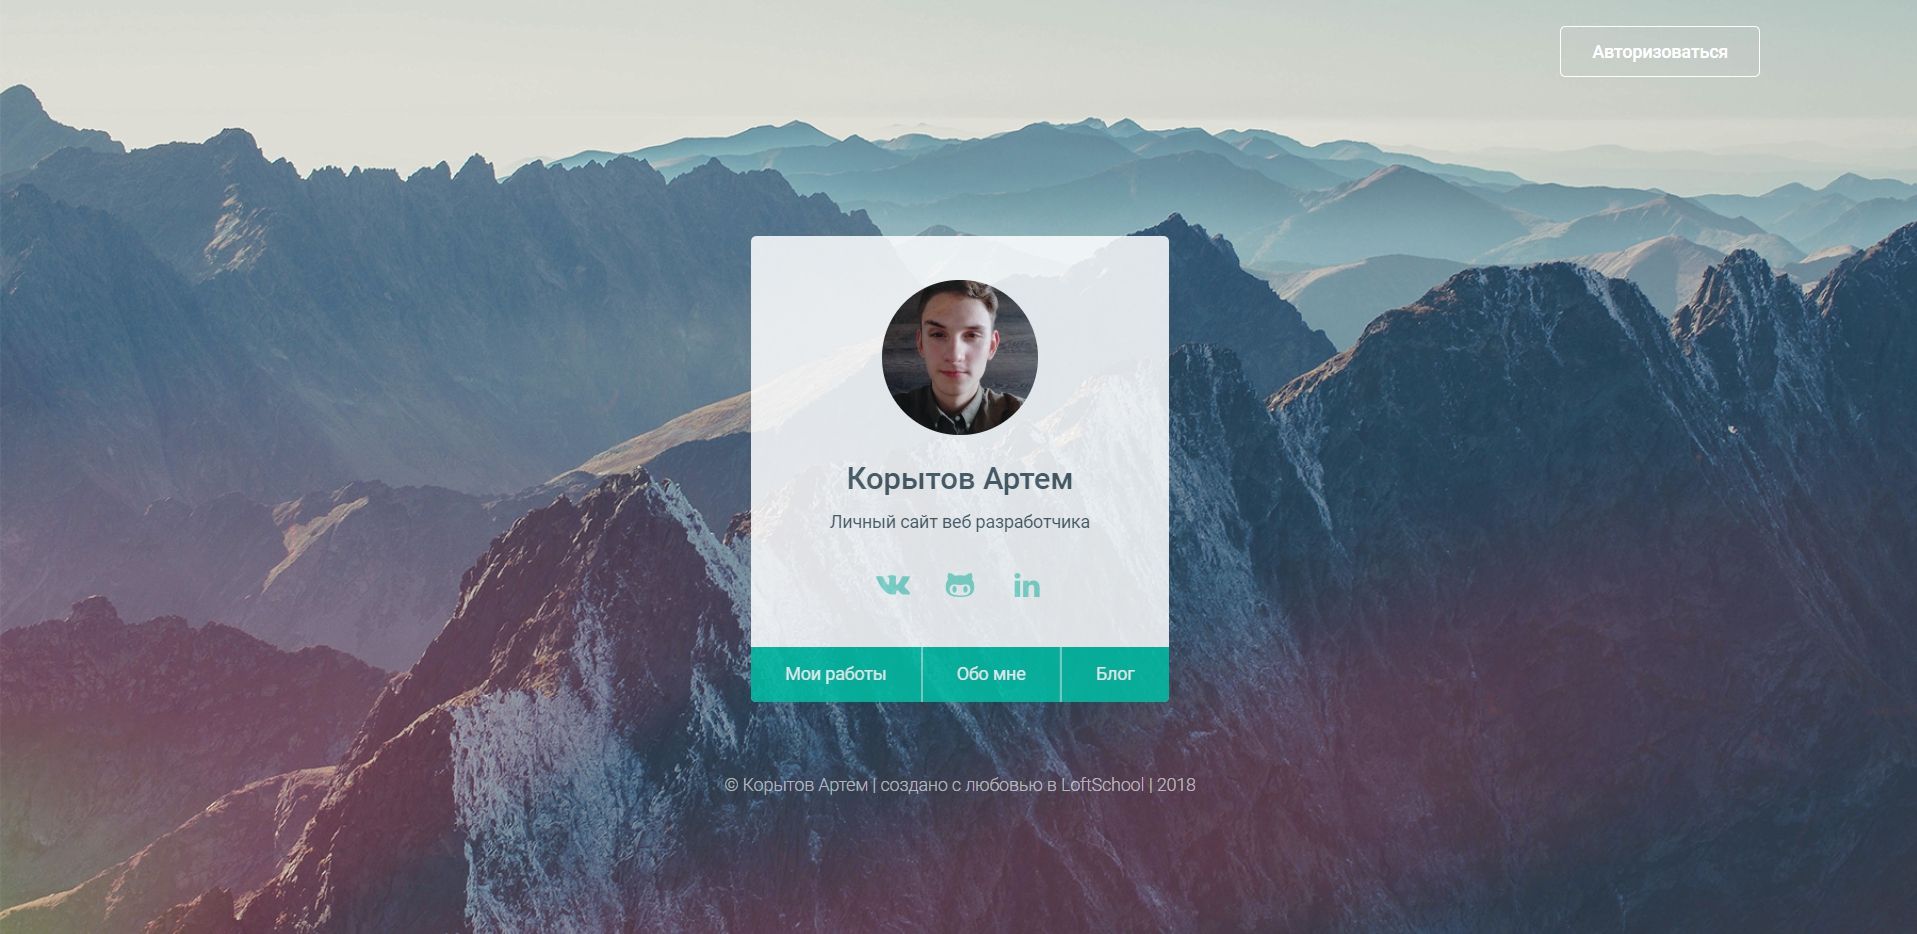 Авторизоваться
Корытов Артем
Личный сайт веб разработчика
in
Мои работы
Обо мне
Блог
© Корытов Артем | создано с любовью в LoftSchool | 2018